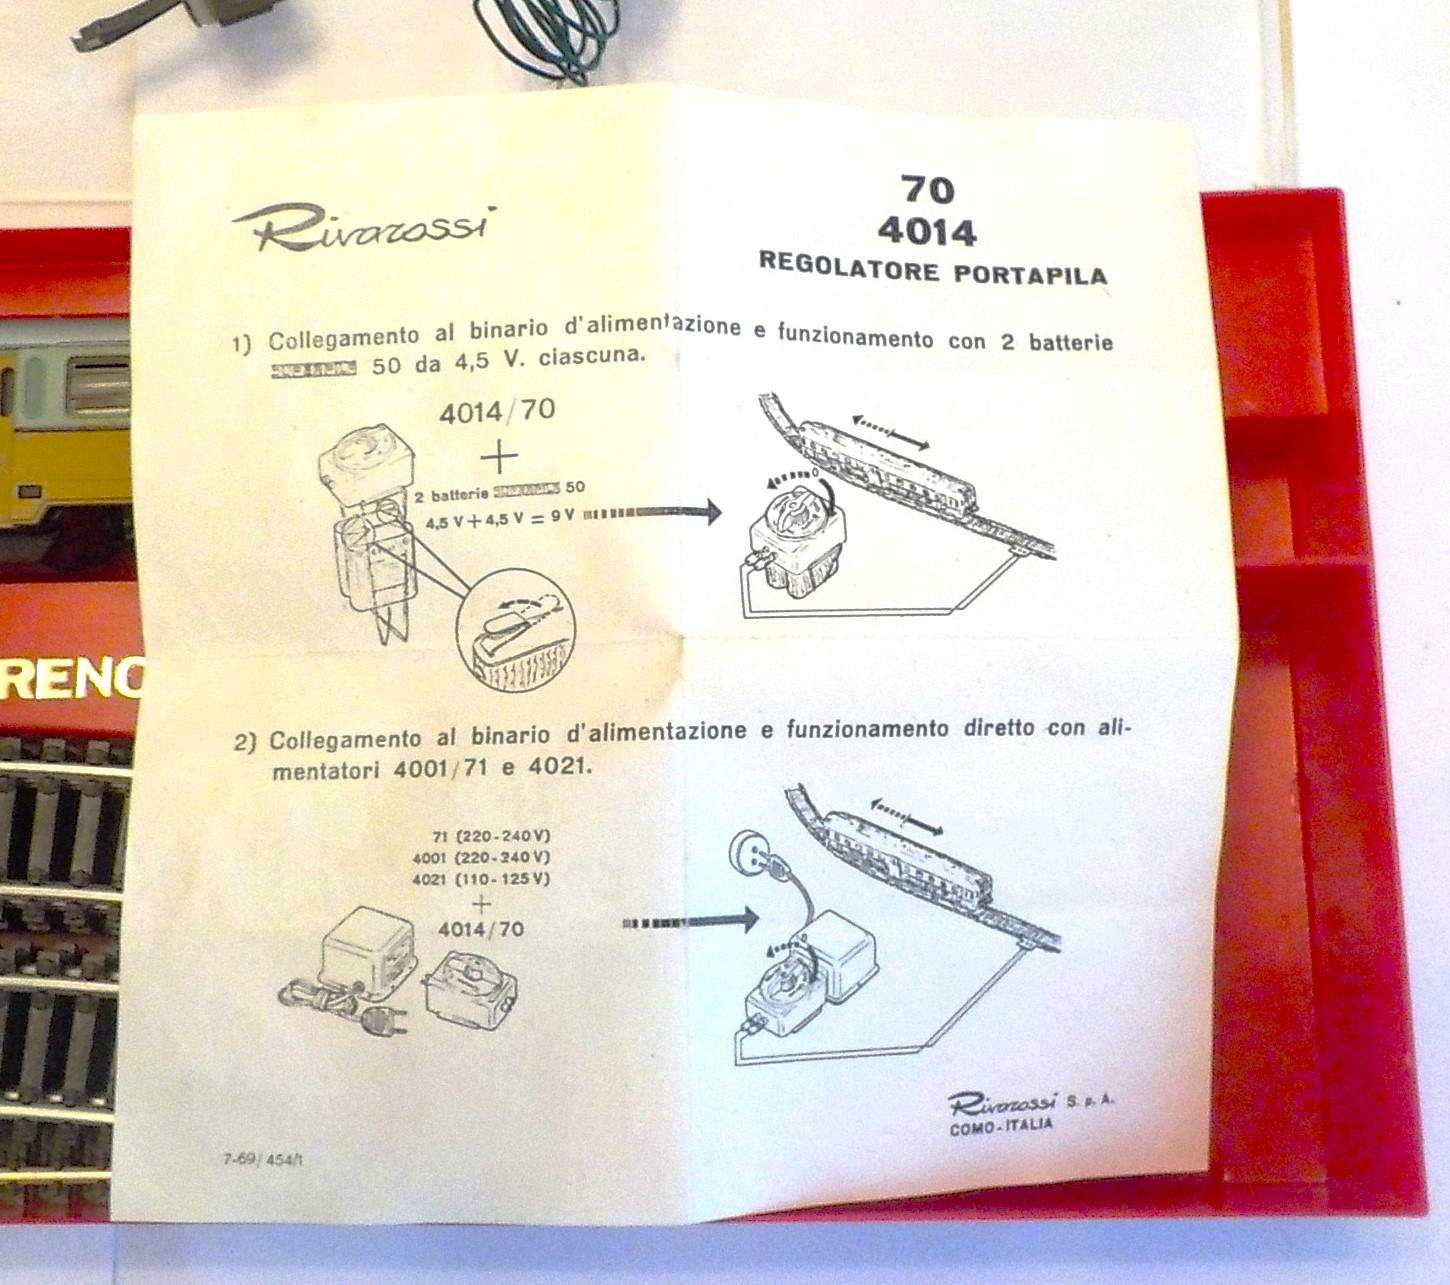 Rivarossi
70
4014
REGOLATORE PORTAPILA
1) Collegamento al binario d'alimentazione e funzionamento con 2 batterie
50 da 4,5 V. ciascuna.
4014/70
+
2 batterie 50
4,5 V + 4,5 V = 9 V
0
RENO
2) Collegamento al binario d'alimentazione e funzionamento diretto con ali-
mentatori 4001/71 e 4021.
71 (220-240 V)
4001 (220-240 V)
4021 (110-125 V)
+
4014/70
0
Rivarossi S. p. A.
COMO-ITALIA
7-69/454/1